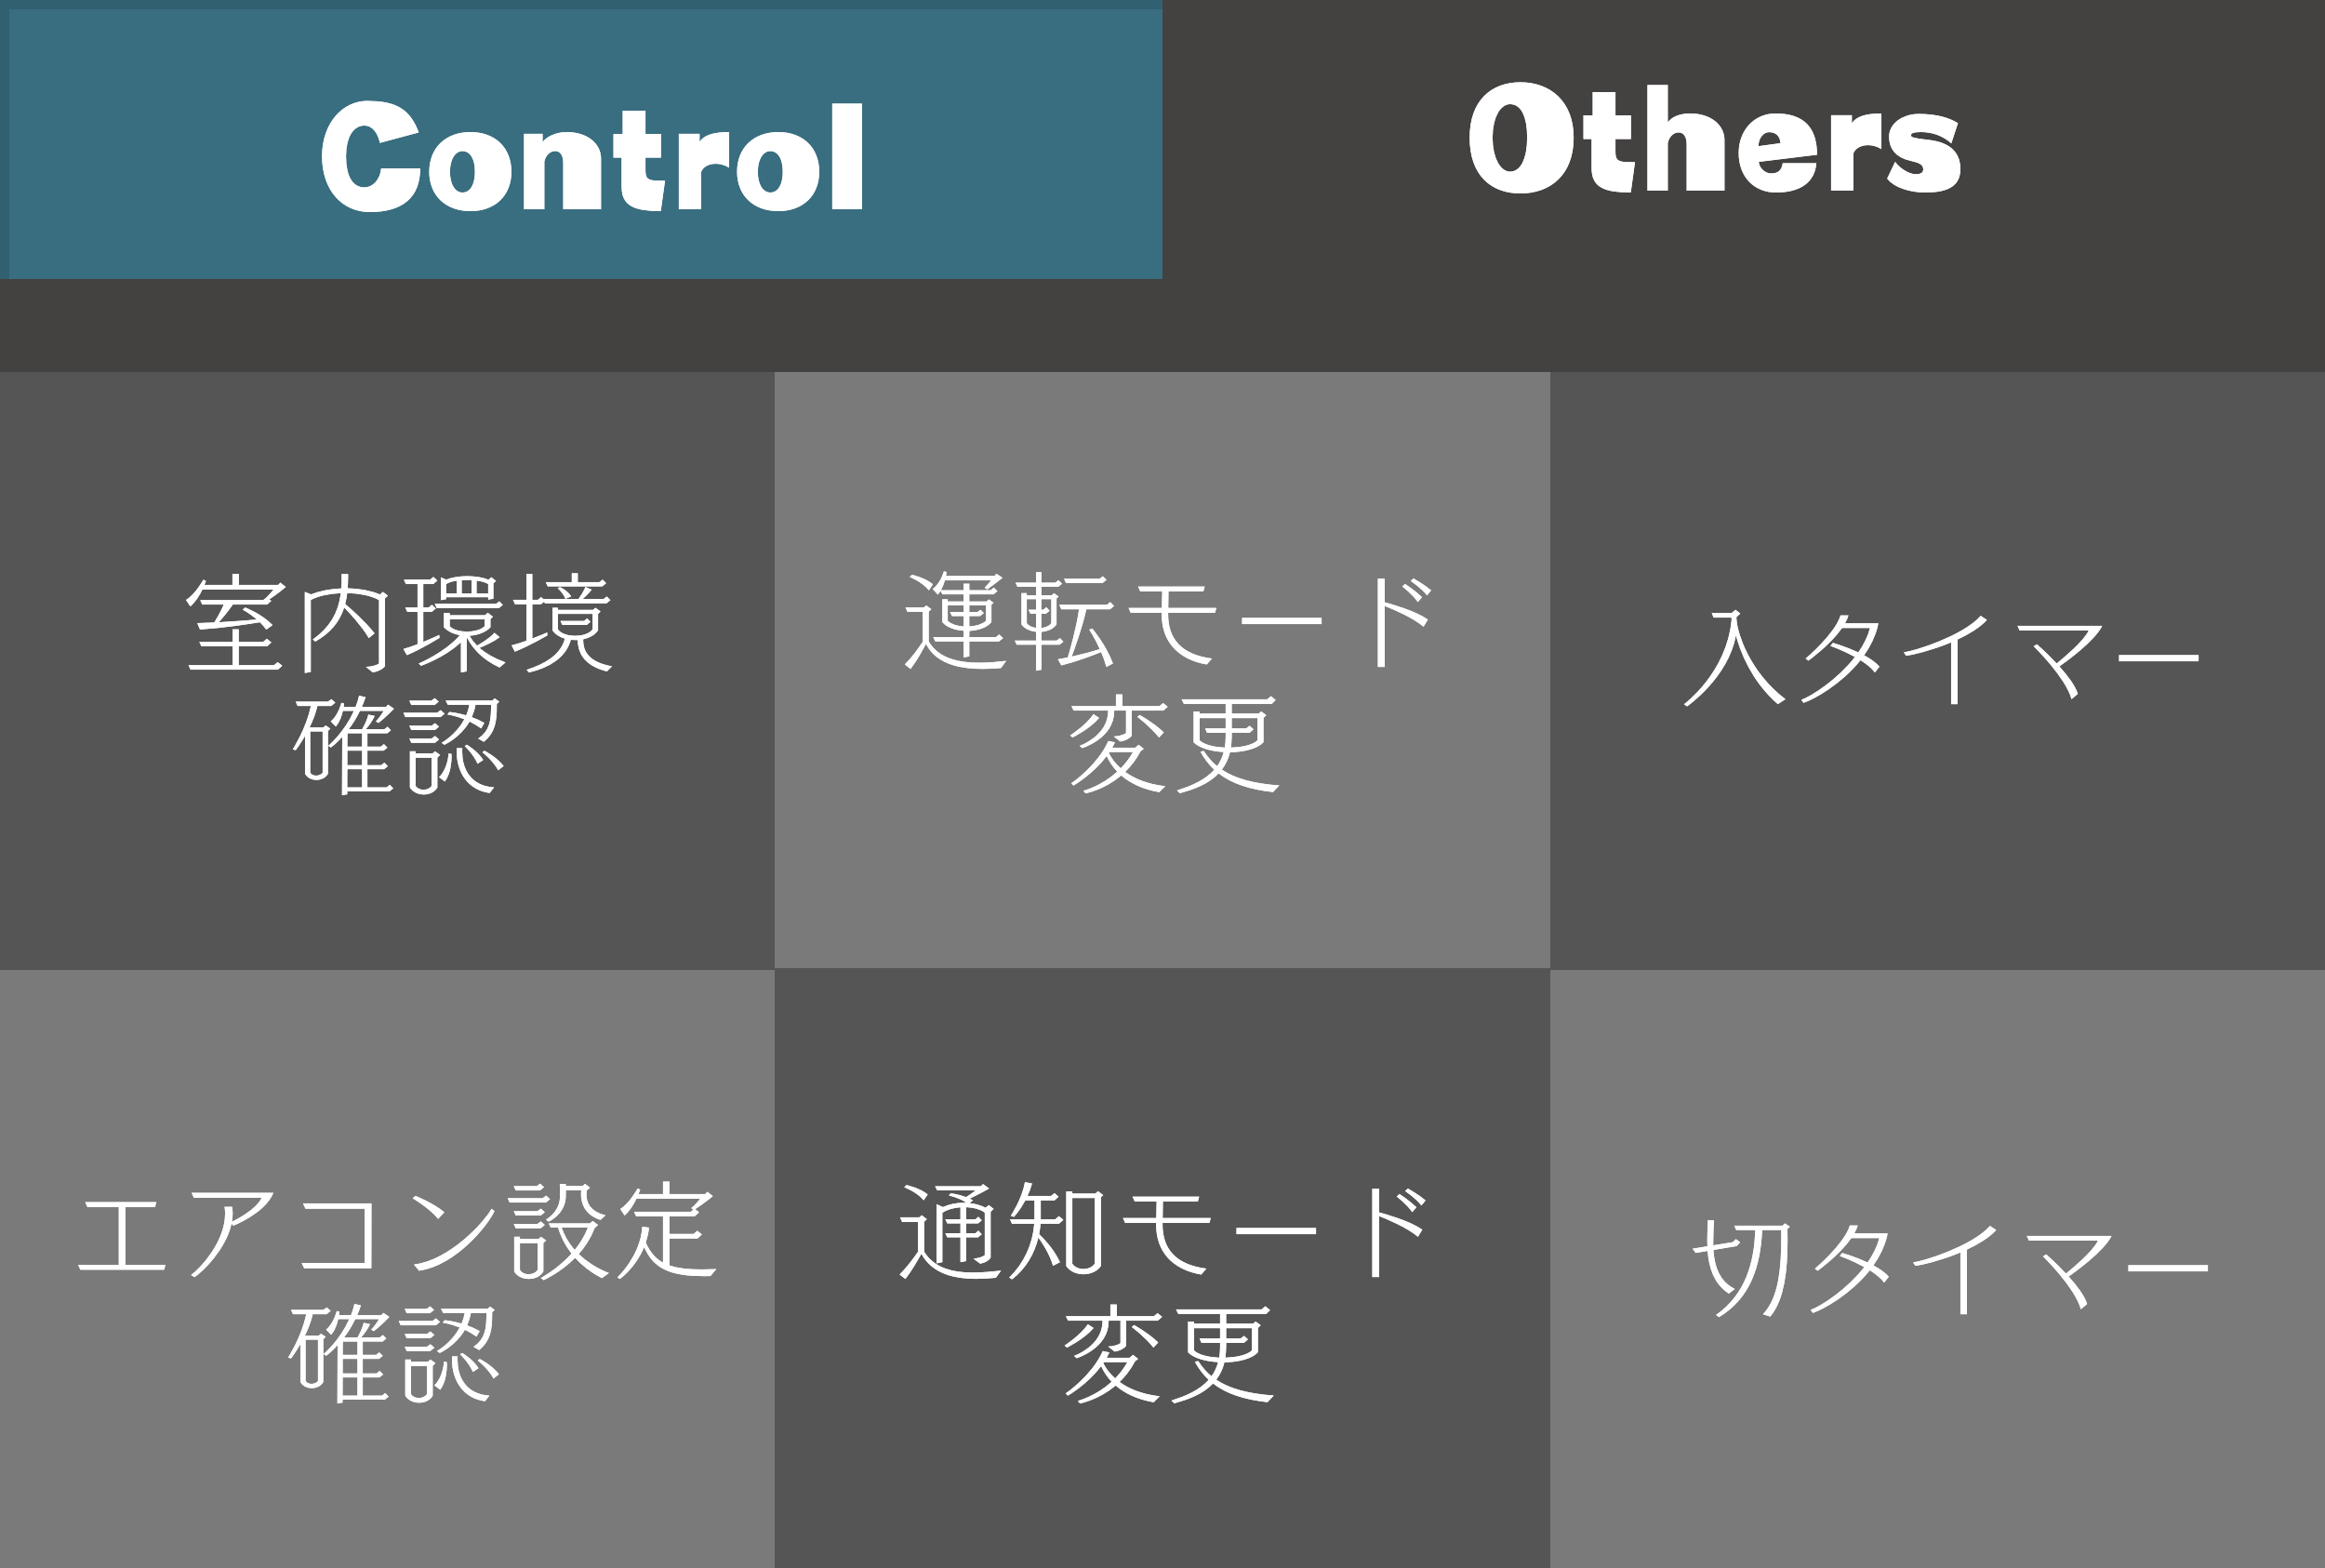 Control
Others
室内環境
確認
運転モード
変更
入タイマー
エアコン設定
確認
通知モード
変更
切タイマー